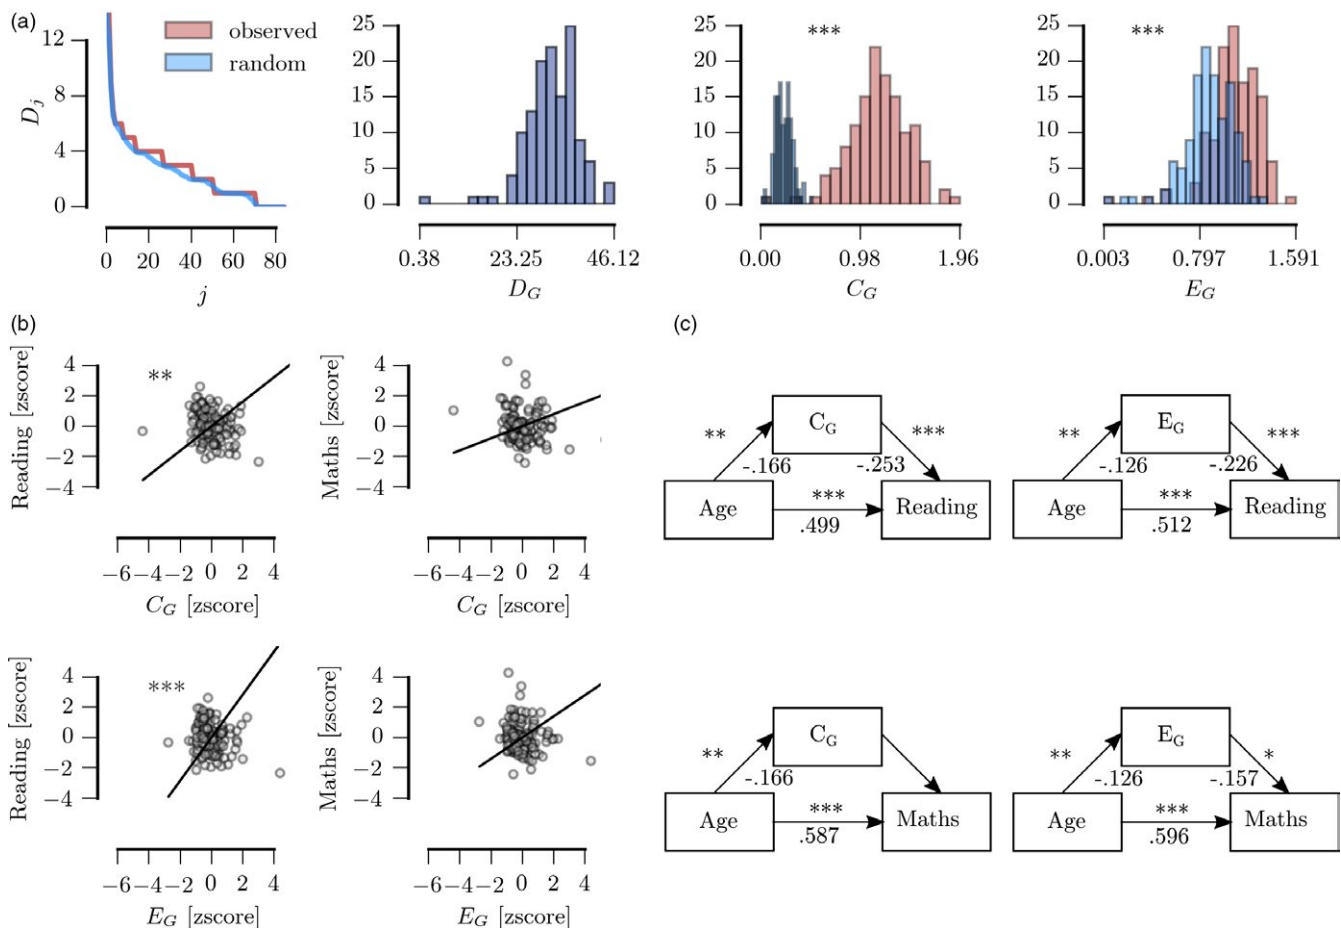 (a)
observed
random
D_j
12
8
4
0
0 20 40 60 80
j
25
20
15
10
5
0
0.38 23.25 46.12
D_G
***
25
20
15
10
5
0
0.00 0.98 1.96
C_G
***
25
20
15
10
5
0
0.003 0.797 1.591
E_G
(b)
Reading [zscore]
**
4
2
0
−2
−4
−6 −4 −2 0 2 4
C_G [zscore]
Maths [zscore]
4
2
0
−2
−4
−6 −4 −2 0 2 4
C_G [zscore]
Reading [zscore]
***
4
2
0
−2
−4
−6 −4 −2 0 2 4
E_G [zscore]
Maths [zscore]
4
2
0
−2
−4
−6 −4 −2 0 2 4
E_G [zscore]
(c)
C_G
** ***
-.166 -.253
Age *** Reading
.499
E_G
** ***
-.126 -.226
Age *** Reading
.512
C_G
**
-.166
Age *** Maths
.587
E_G
** *
-.126 -.157
Age *** Maths
.596